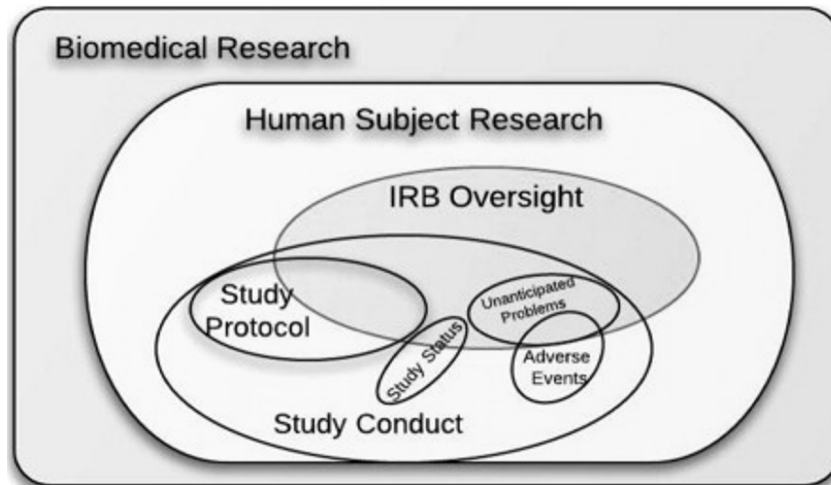 Biomedical Research
Human Subject Research
IRB Oversight
Study
Protocol
Unanticipated
Problems
Study Status
Adverse
Events
Study Conduct